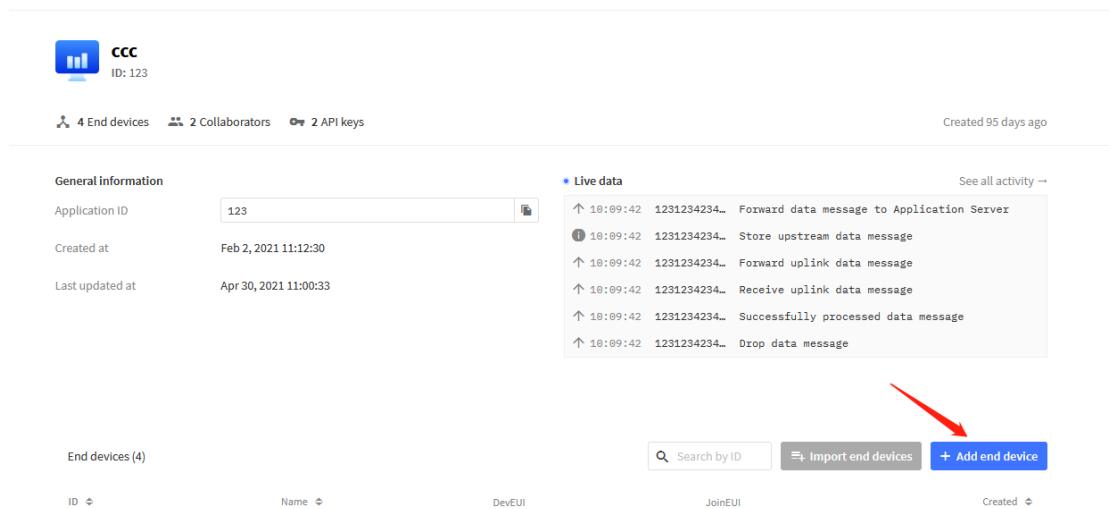 ccc
ID: 123
4 End devices 2 Collaborators 2 API keys Created 95 days ago
General information
Application ID 123
Created at Feb 2, 2021 11:12:30
Last updated at Apr 30, 2021 11:00:33
Live data See all activity →
10:09:42 1231234234… Forward data message to Application Server
10:09:42 1231234234… Store upstream data message
10:09:42 1231234234… Forward uplink data message
10:09:42 1231234234… Receive uplink data message
10:09:42 1231234234… Successfully processed data message
10:09:42 1231234234… Drop data message
End devices (4) Search by ID Import end devices + Add end device
ID Name DevEUI JoinEUI Created